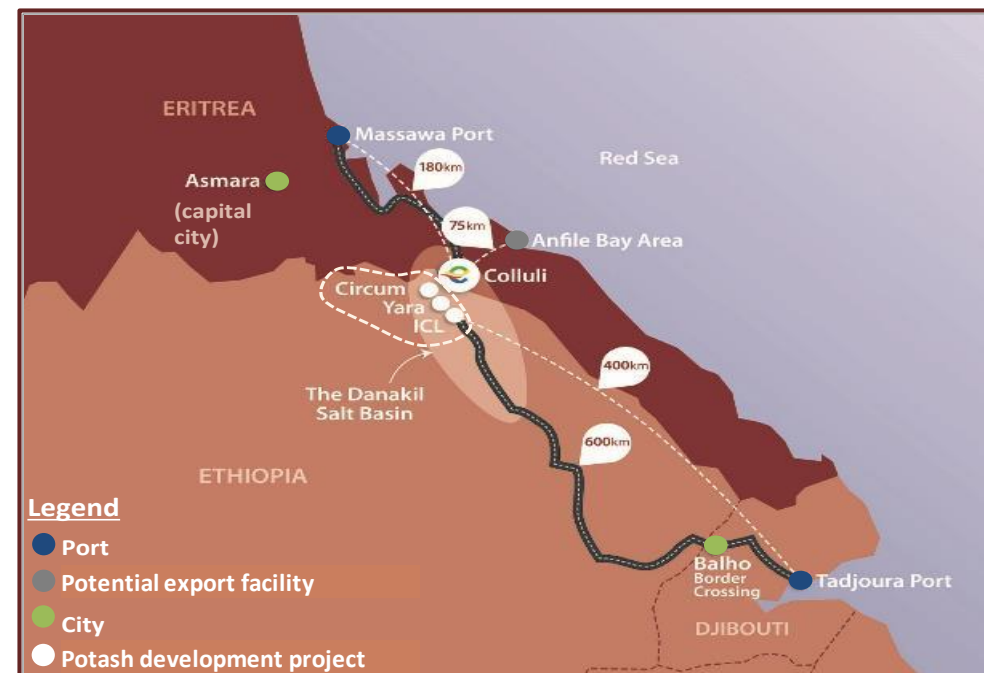 ERITREA
Massawa Port
Red Sea
180km
Asmara
(capital
city)
75km
Anfile Bay Area
Colluli
Circum
Yara
ICL
400km
The Danakil
Salt Basin
600km
ETHIOPIA
Legend
Port
Potential export facility
City
Potash development project
Balho
Border
Crossing
Tadjoura Port
DJIBOUTI